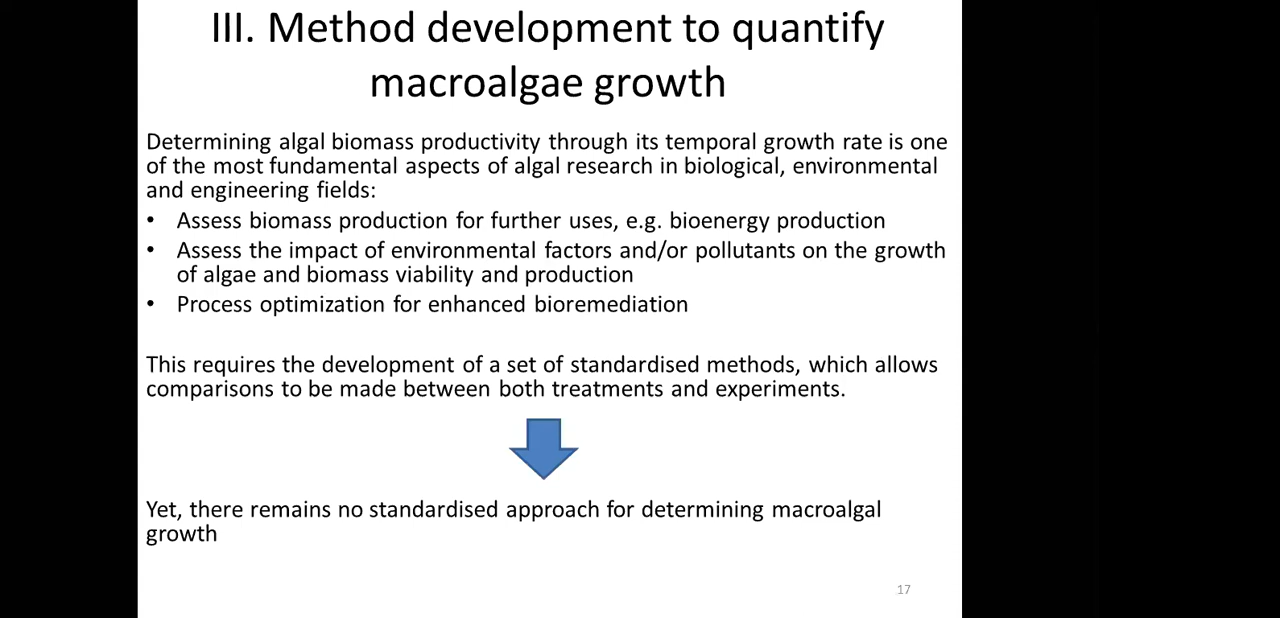 III. Method development to quantify
macroalgae growth
Determining algal biomass productivity through its temporal growth rate is one
of the most fundamental aspects of algal research in biological, environmental
and engineering fields:
• Assess biomass production for further uses, e.g. bioenergy production
• Assess the impact of environmental factors and/or pollutants on the growth
of algae and biomass viability and production
• Process optimization for enhanced bioremediation
This requires the development of a set of standardised methods, which allows
comparisons to be made between both treatments and experiments.
Yet, there remains no standardised approach for determining macroalgal
growth
17